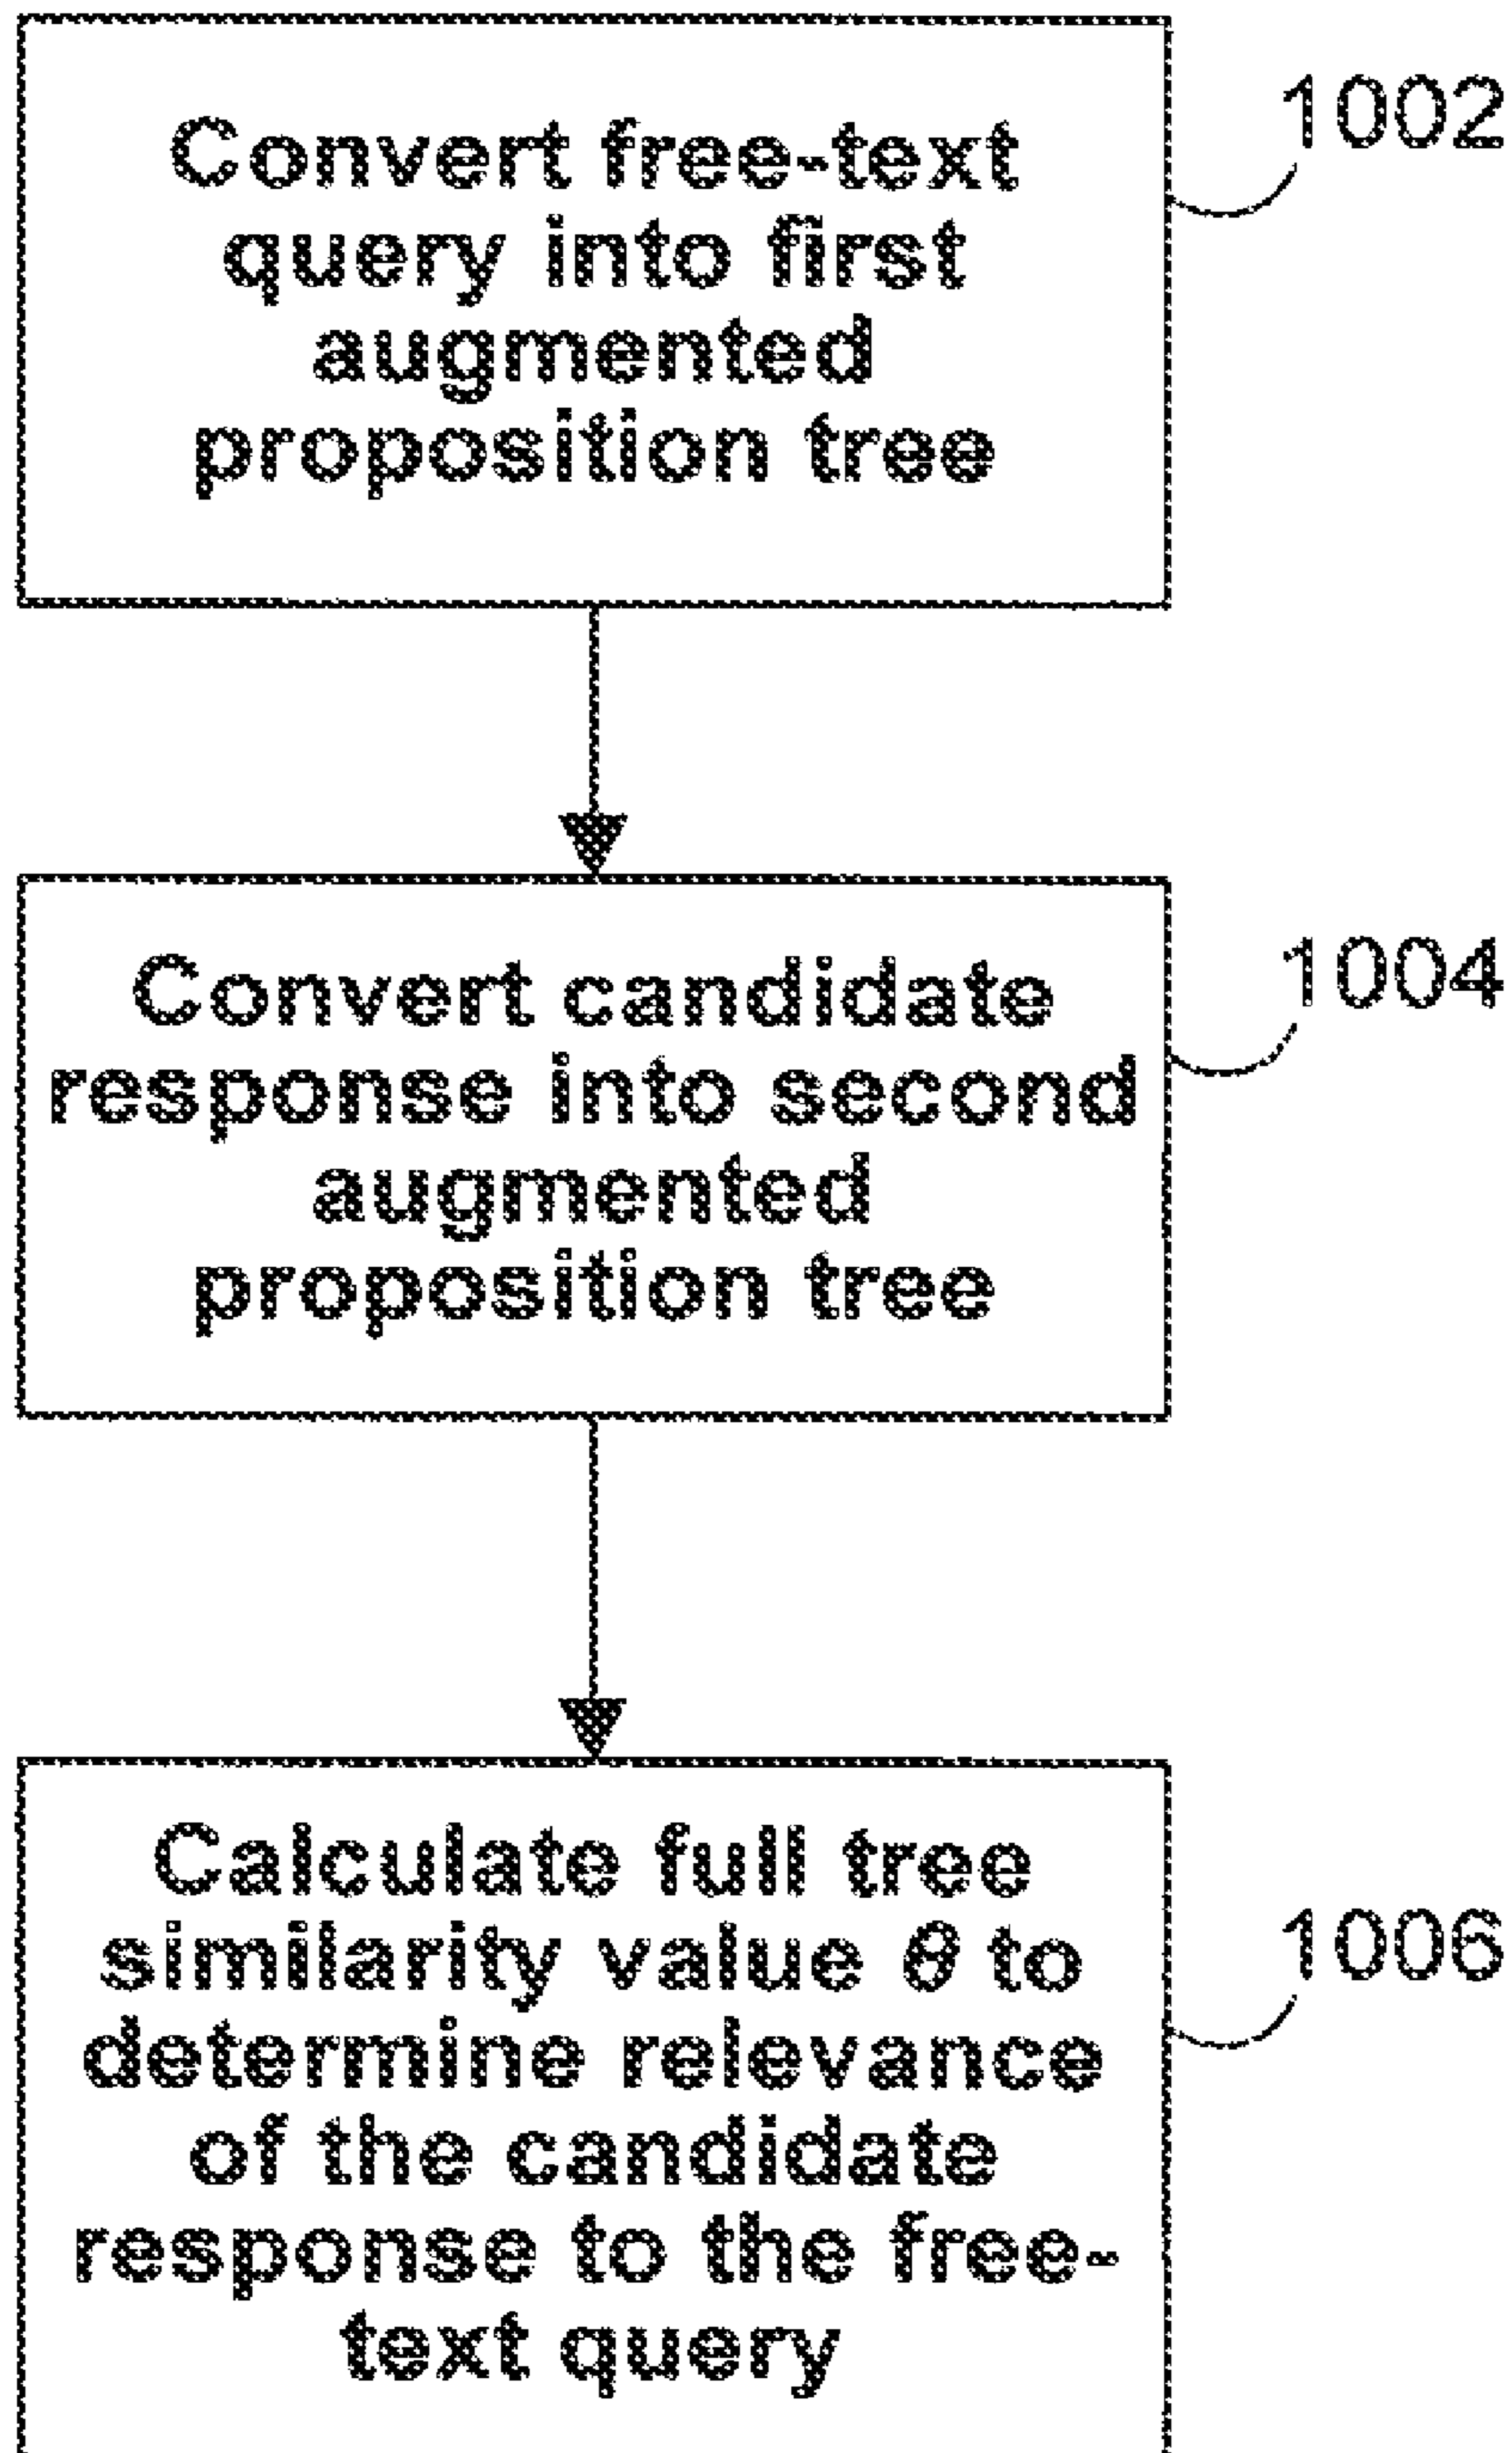 Convert free-text
query into first
augmented
proposition tree
1002
Convert candidate
response into second
augmented
proposition tree
1004
Calculate full tree
similarity value θ to
determine relevance
of the candidate
response to the free-
text query
1006